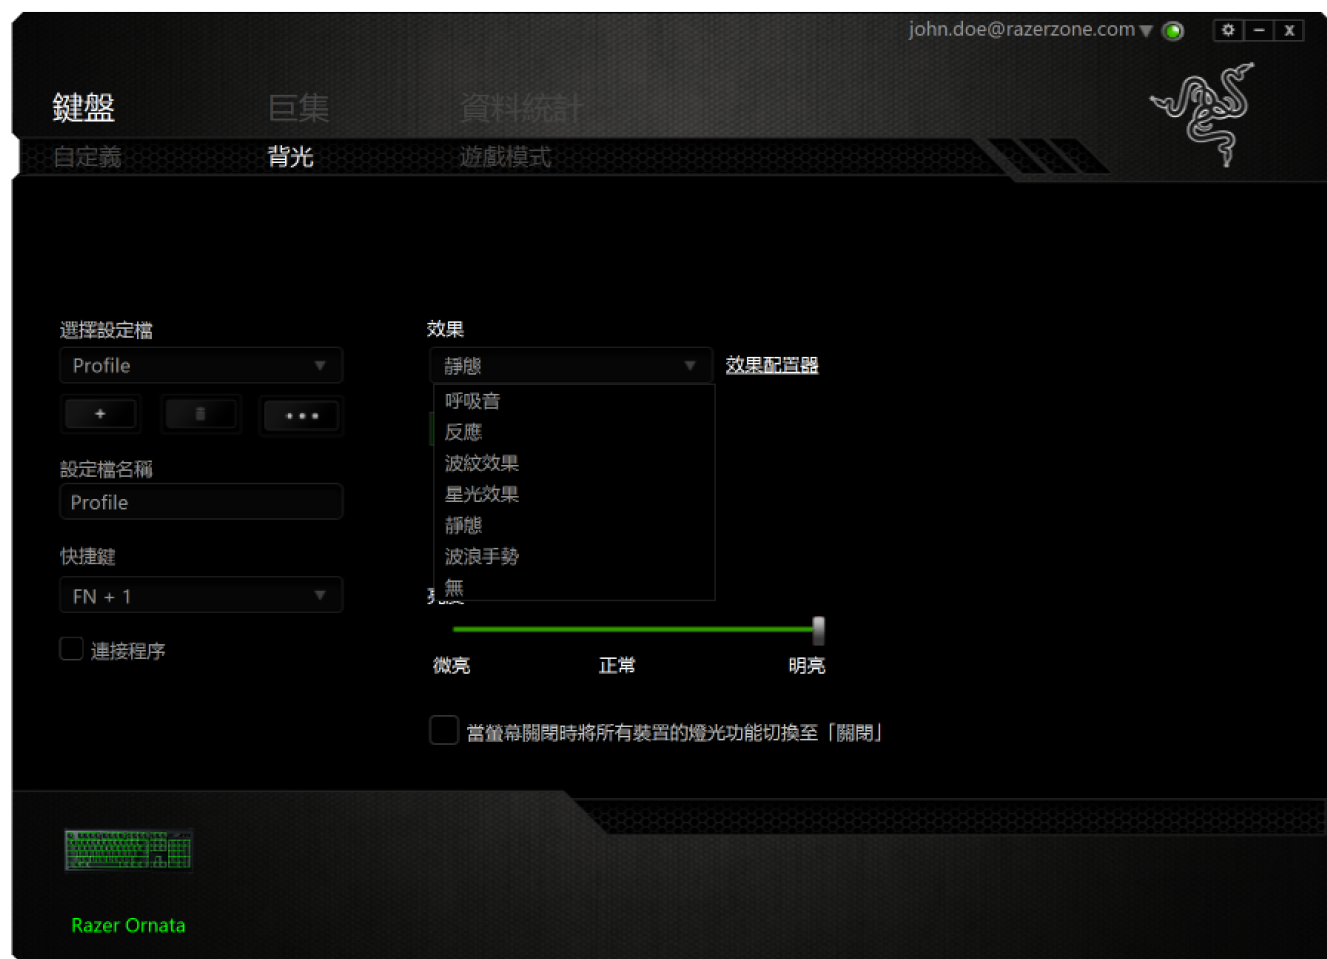 john.doe@razerzone.com
鍵盤 巨集 資料統計
自定義 背光 遊戲模式
選擇設定檔
Profile
設定檔名稱
Profile
快捷鍵
FN + 1
連接程序
效果
靜態
效果配置器
呼吸音
反應
波紋效果
星光效果
靜態
波浪手勢
無
微亮 正常 明亮
當螢幕關閉時將所有裝置的燈光功能切換至「關閉」
Razer Ornata